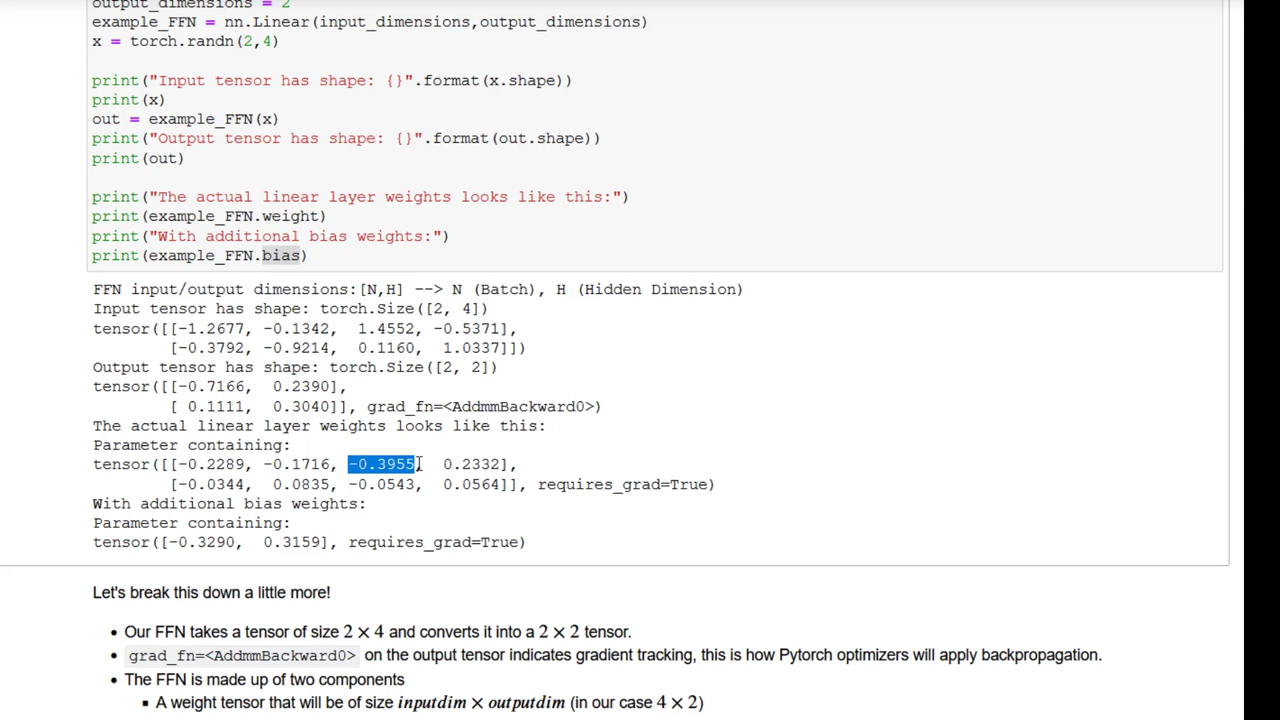 output_dimensions = 2
example_FFN = nn.Linear(input_dimensions,output_dimensions)
x = torch.randn(2,4)
print("Input tensor has shape: {}".format(x.shape))
print(x)
out = example_FFN(x)
print("Output tensor has shape: {}".format(out.shape))
print(out)
print("The actual linear layer weights looks like this:")
print(example_FFN.weight)
print("With additional bias weights:")
print(example_FFN.bias)
FFN input/output dimensions:[N,H] --> N (Batch), H (Hidden Dimension)
Input tensor has shape: torch.Size([2, 4])
tensor([[-1.2677, -0.1342,  1.4552, -0.5371],
        [-0.3792, -0.9214,  0.1160,  1.0337]])
Output tensor has shape: torch.Size([2, 2])
tensor([[-0.7166,  0.2390],
        [ 0.1111,  0.3040]], grad_fn=<AddmmBackward0>)
The actual linear layer weights looks like this:
Parameter containing:
tensor([[-0.2289, -0.1716, -0.3955,  0.2332],
        [-0.0344,  0.0835, -0.0543,  0.0564]], requires_grad=True)
With additional bias weights:
Parameter containing:
tensor([-0.3290,  0.3159], requires_grad=True)
Let's break this down a little more!
• Our FFN takes a tensor of size 2 × 4 and converts it into a 2 × 2 tensor.
• grad_fn=<AddmmBackward0> on the output tensor indicates gradient tracking, this is how Pytorch optimizers will apply backpropagation.
• The FFN is made up of two components
▪ A weight tensor that will be of size inputdim × outputdim (in our case 4 × 2)